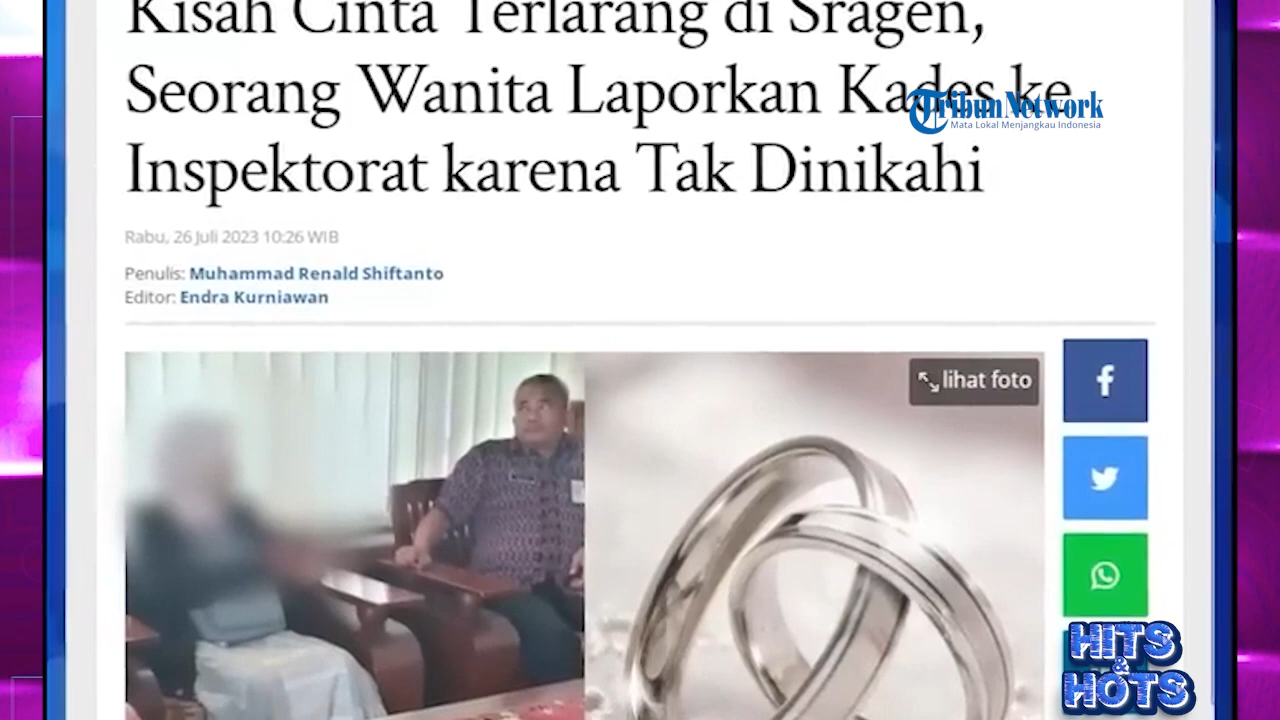 Kisah Cinta Terlarang di Sragen,
Seorang Wanita Laporkan Kades ke
Inspektorat karena Tak Dinikahi
TribunNetwork
Mata Lokal Menjangkau Indonesia
Rabu, 26 Juli 2023 10:26 WIB
Penulis: Muhammad Renald Shiftanto
Editor: Endra Kurniawan
lihat foto
HITS
&
HOTS